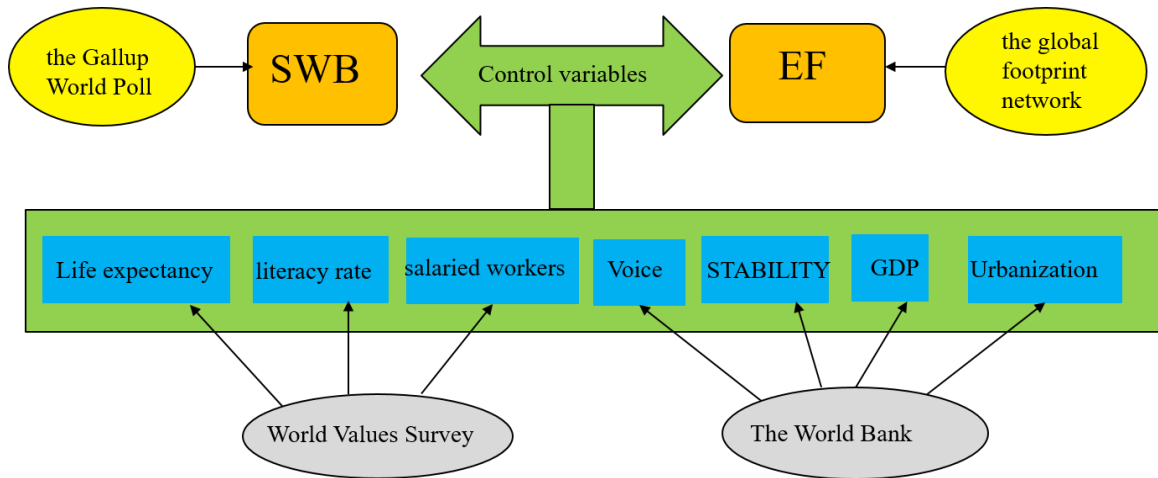 the Gallup
World Poll
SWB
Control variables
EF
the global
footprint
network
Life expectancy
literacy rate
salaried workers
Voice
STABILITY
GDP
Urbanization
World Values Survey
The World Bank